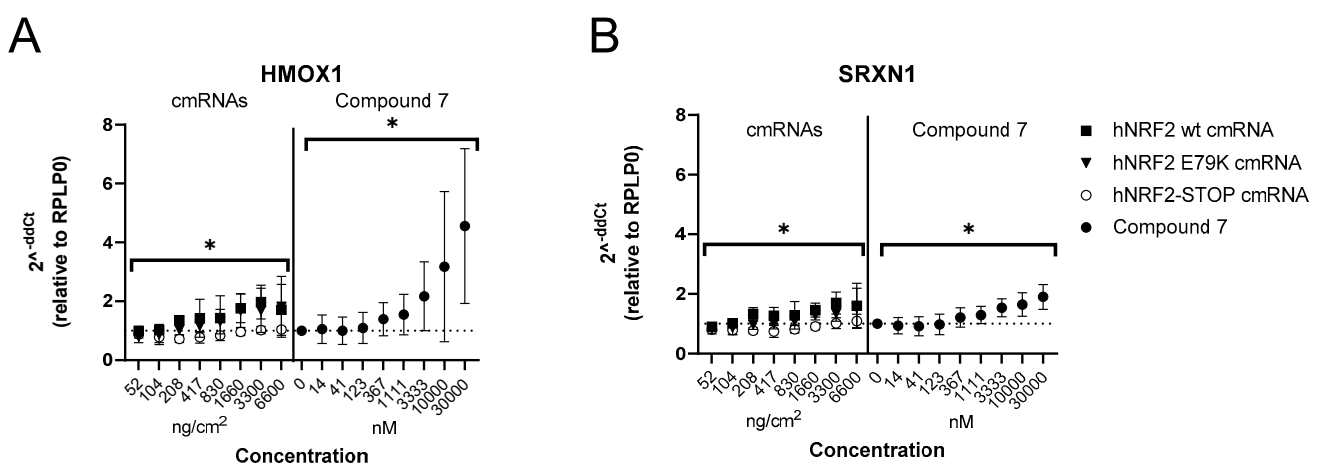 A
HMOX1
cmRNAs
Compound 7
*
*
8
6
4
2
0
2^-ddCt
(relative to RPLP0)
52
104
208
417
830
1660
3300
6600
0
14
41
123
367
1111
3333
10000
30000
ng/cm2
nM
Concentration
B
SRXN1
cmRNAs
Compound 7
*
*
8
6
4
2
0
2^-ddCt
(relative to RPLP0)
52
104
208
417
830
1660
3300
6600
0
14
41
123
367
1111
3333
10000
30000
ng/cm2
nM
Concentration
hNRF2 wt cmRNA
hNRF2 E79K cmRNA
hNRF2-STOP cmRNA
Compound 7